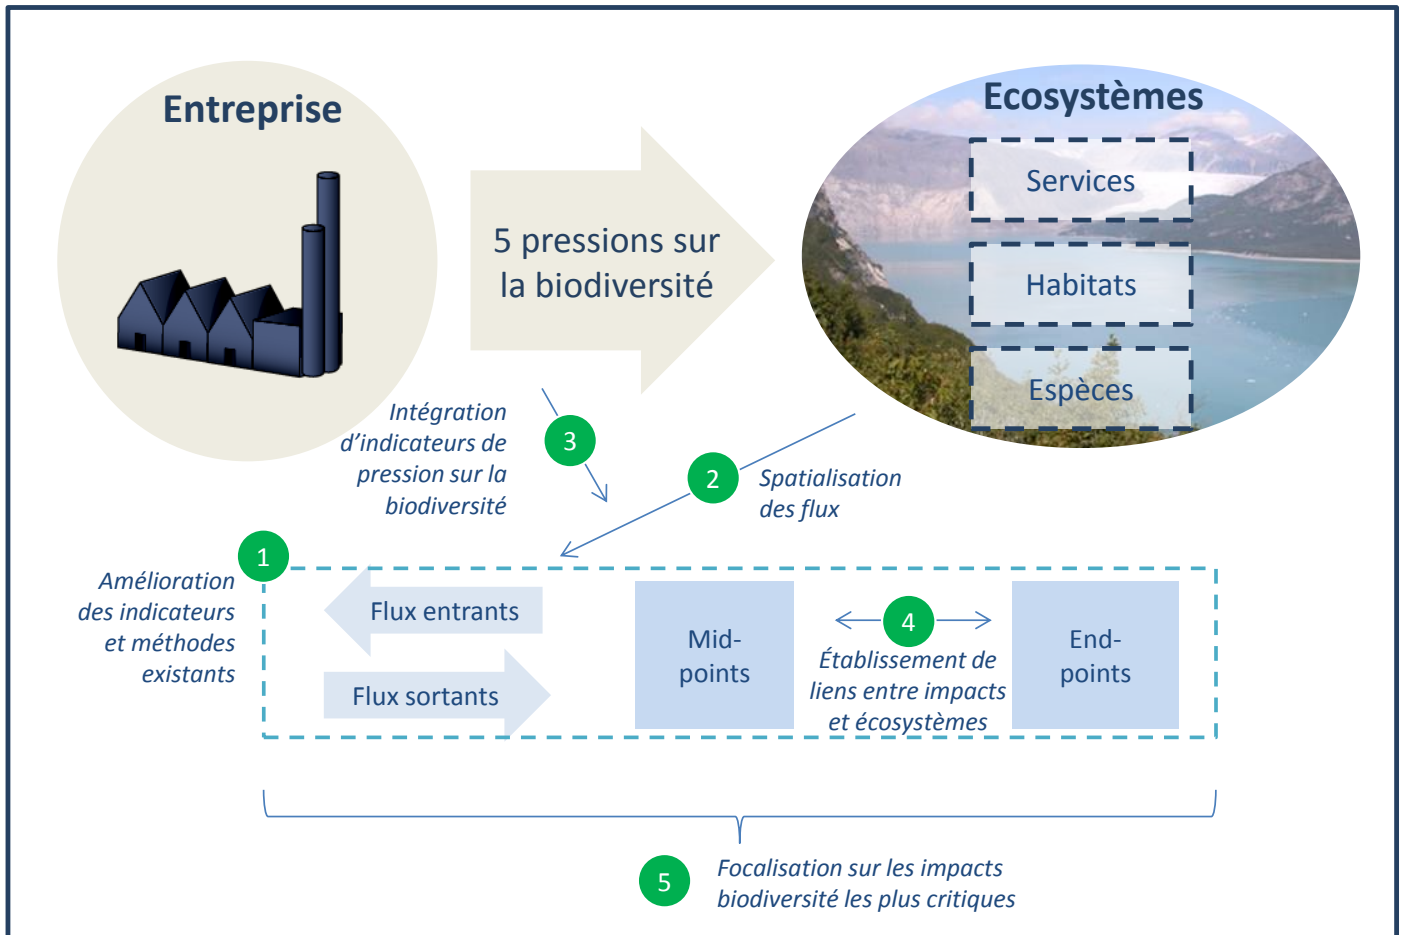 Entreprise
Ecosystèmes
Services
Habitats
Espèces
5 pressions sur
la biodiversité
Intégration
d’indicateurs de
pression sur la
biodiversité
3
2
Spatialisation
des flux
1
Amélioration
des indicateurs
et méthodes
existants
Flux entrants
Flux sortants
Mid-
points
4
Établissement de
liens entre impacts
et écosystèmes
End-
points
5
Focalisation sur les impacts
biodiversité les plus critiques